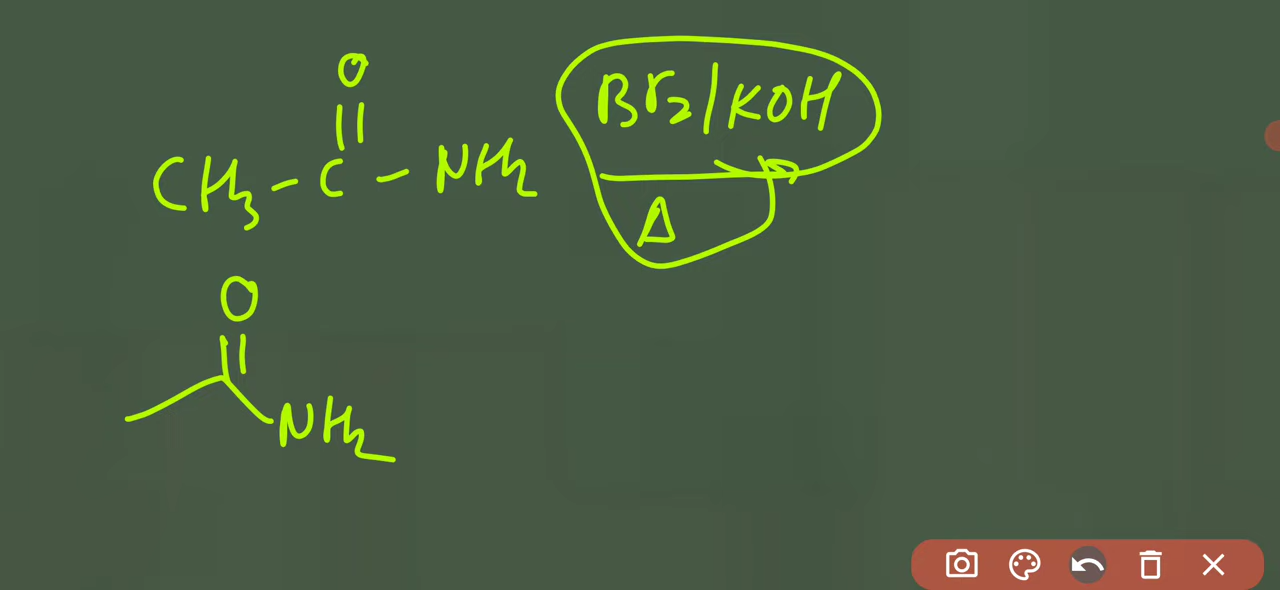 O
CH3 - C - NH2 Br2/KOH
Δ
O
NH2